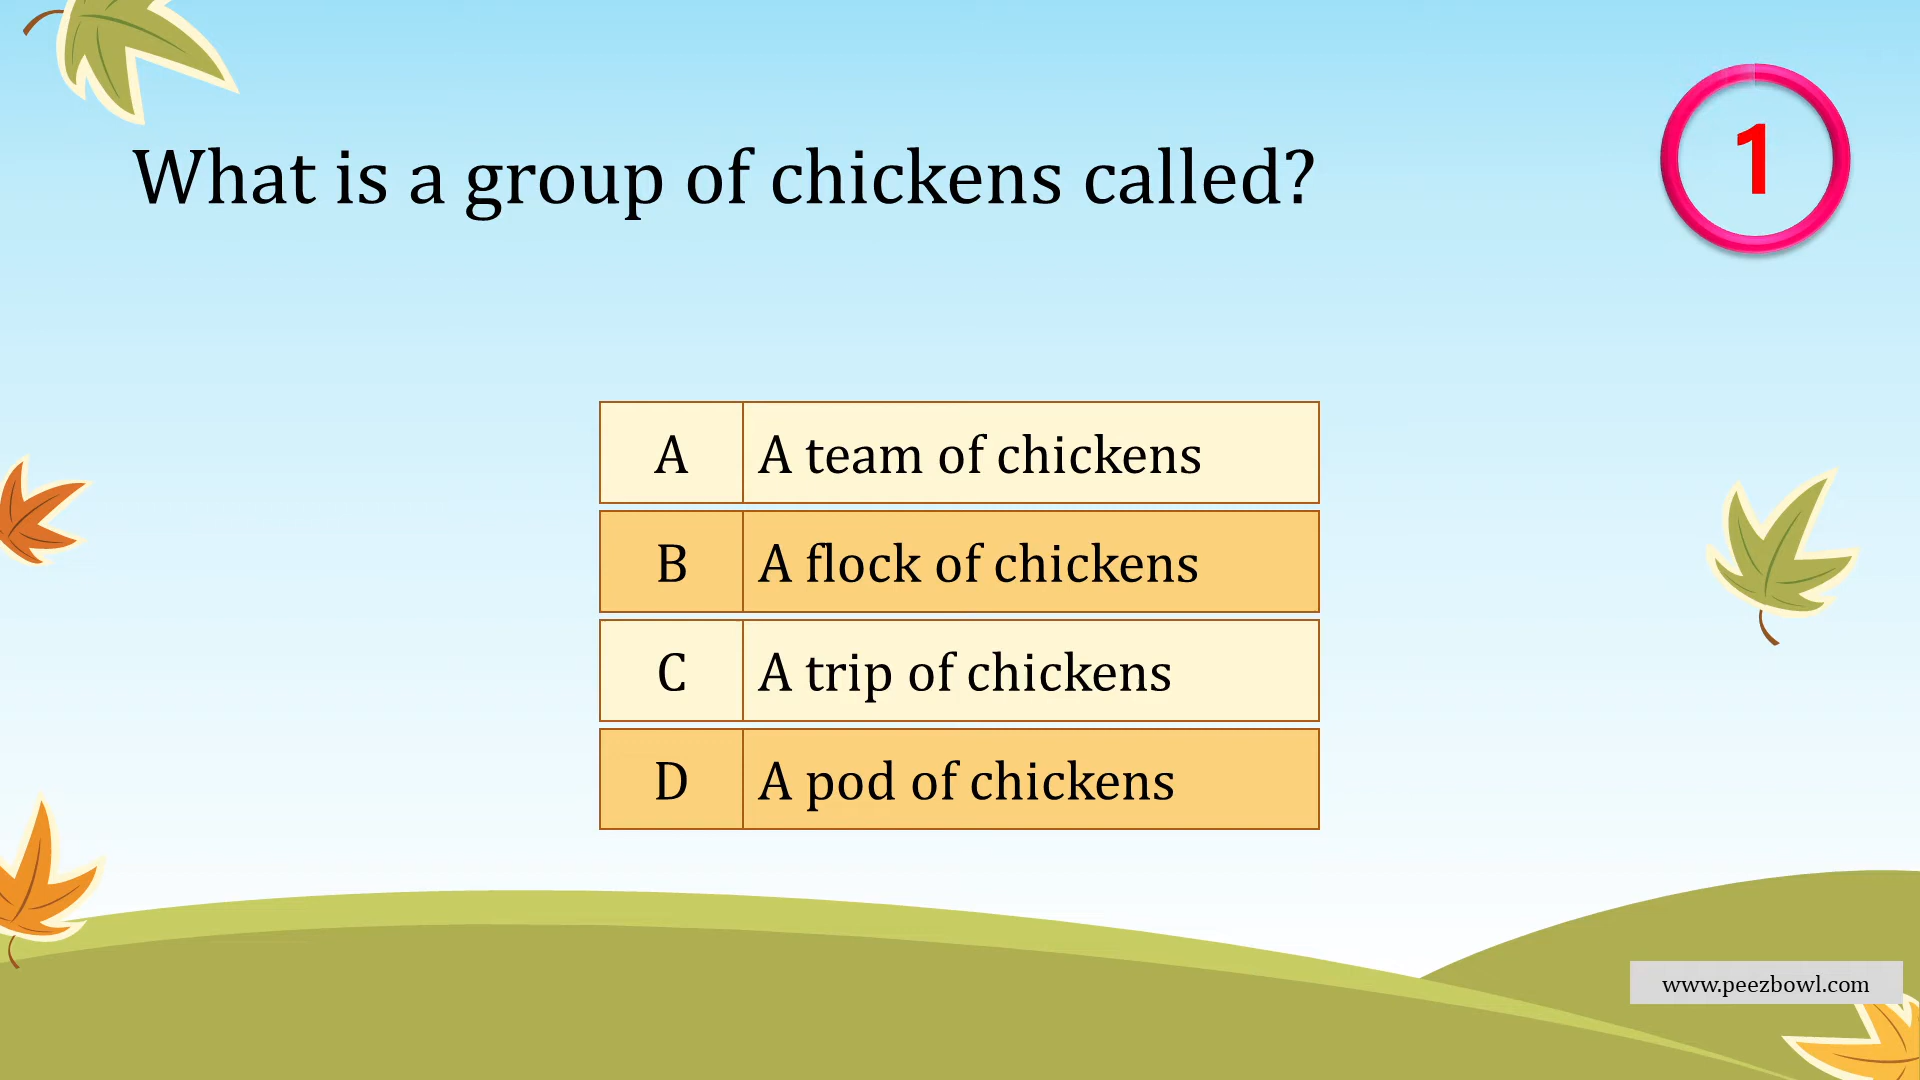 What is a group of chickens called?
1
A A team of chickens
B A flock of chickens
C A trip of chickens
D A pod of chickens
www.peezbowl.com